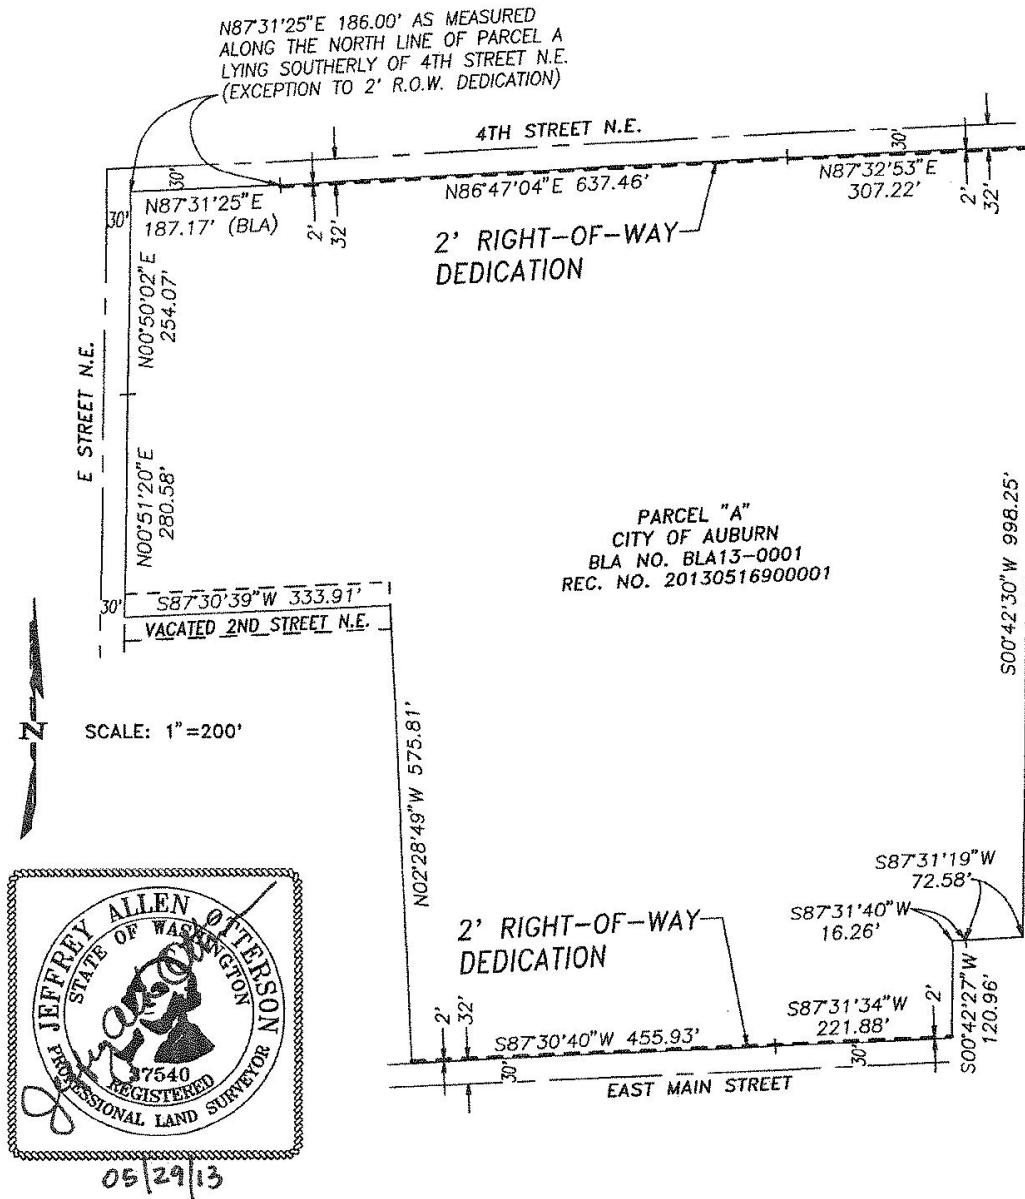 N87°31'25"E 186.00' AS MEASURED
ALONG THE NORTH LINE OF PARCEL A
LYING SOUTHERLY OF 4TH STREET N.E.
(EXCEPTION TO 2' R.O.W. DEDICATION)
4TH STREET N.E.
30'
30'
N87°31'25"E
187.17' (BLA)
2'
32'
N86°47'04"E 637.46'
N87°32'53"E
307.22'
2'
32'
30'
2' RIGHT-OF-WAY
DEDICATION
N00°50'02"E
254.07'
E STREET N.E.
N00°51'20"E
280.58'
PARCEL "A"
CITY OF AUBURN
BLA NO. BLA13-0001
REC. NO. 20130516900001
S00°42'30"W 998.25'
30'
S87°30'39"W 333.91'
VACATED 2ND STREET N.E.
N
SCALE: 1"=200'
N02°28'49"W 575.81'
S87°31'19"W
72.58'
S87°31'40"W
16.26'
2' RIGHT-OF-WAY
DEDICATION
S00°42'27"W
120.96'
2'
32'
S87°30'40"W 455.93'
S87°31'34"W
221.88'
2'
30'
30'
EAST MAIN STREET
JEFFREY ALLEN OTTERSON
STATE OF WASHINGTON
37540
REGISTERED
PROFESSIONAL LAND SURVEYOR
05/29/13